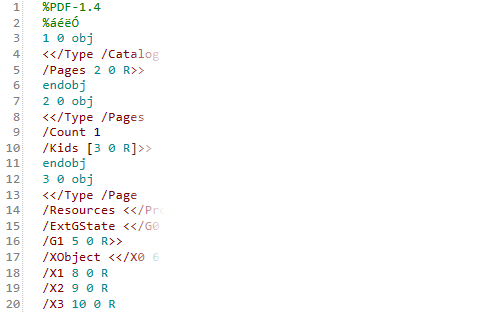 1 %PDF-1.4
2 %áéëÓ
3 1 0 obj
4 <</Type /Catalog
5 /Pages 2 0 R>>
6 endobj
7 2 0 obj
8 <</Type /Pages
9 /Count 1
10 /Kids [3 0 R]>>
11 endobj
12 3 0 obj
13 <</Type /Page
14 /Resources <</Pro
15 /ExtGState <</G0
16 /G1 5 0 R>>
17 /XObject <</X0 6
18 /X1 8 0 R
19 /X2 9 0 R
20 /X3 10 0 R